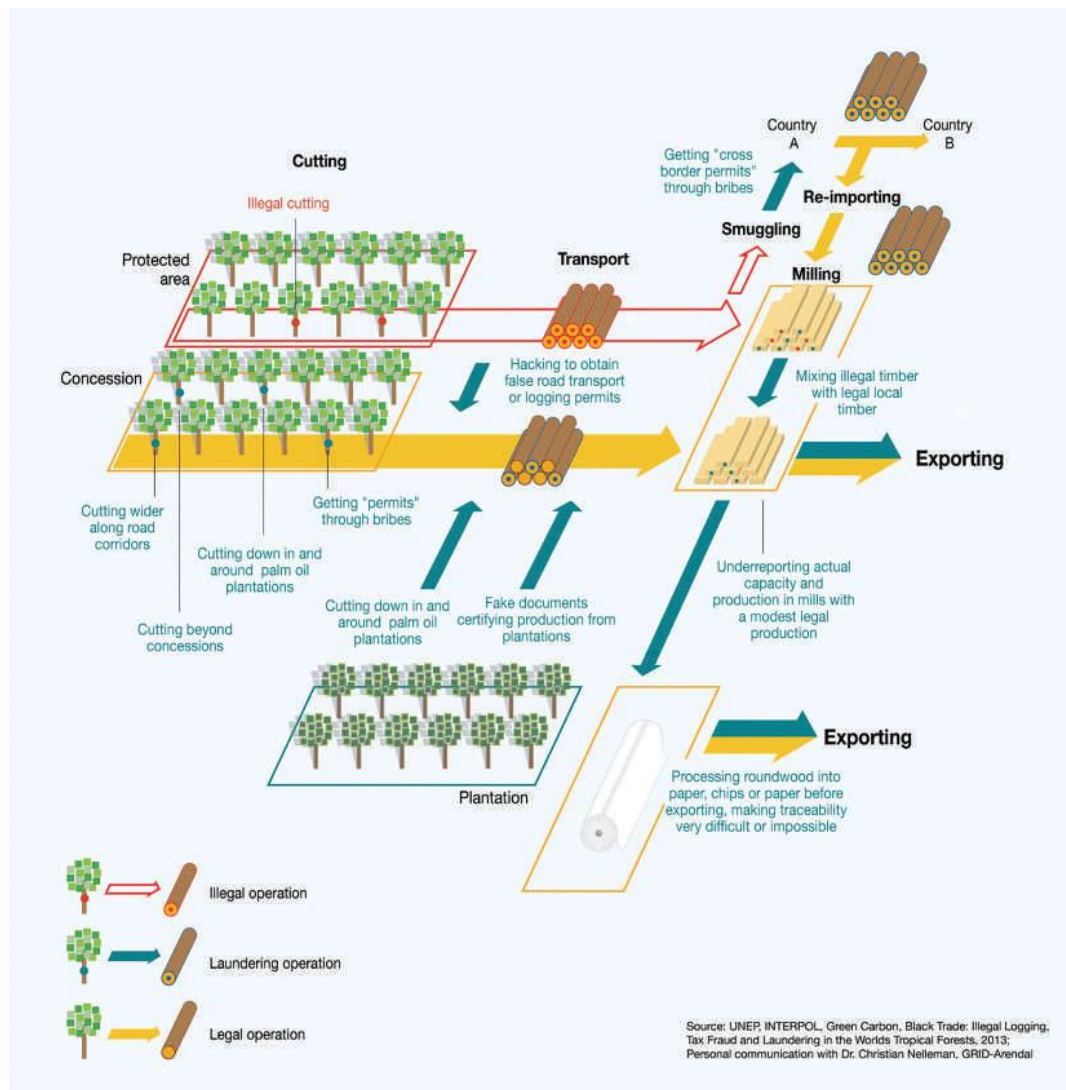 Cutting
Illegal cutting
Protected
area
Transport
Getting "cross
border permits"
through bribes
Country
A
Country
B
Re-importing
Smuggling
Milling
Concession
Hacking to obtain
false road transport
or logging permits
Mixing illegal timber
with legal local
timber
Exporting
Cutting wider
along road
corridors
Getting "permits"
through bribes
Cutting down in and
around palm oil
plantations
Cutting beyond
concessions
Cutting down in and
around palm oil
plantations
Fake documents
certifying production from
plantations
Underreporting actual
capacity and
production in mills with
a modest legal
production
Exporting
Plantation
Processing roundwood into
paper, chips or paper before
exporting, making traceability
very difficult or impossible
Illegal operation
Laundering operation
Legal operation
Source: UNEP, INTERPOL, Green Carbon, Black Trade: Illegal Logging,
Tax Fraud and Laundering in the Worlds Tropical Forests, 2013;
Personal communication with Dr. Christian Nelleman, GRID-Arendal